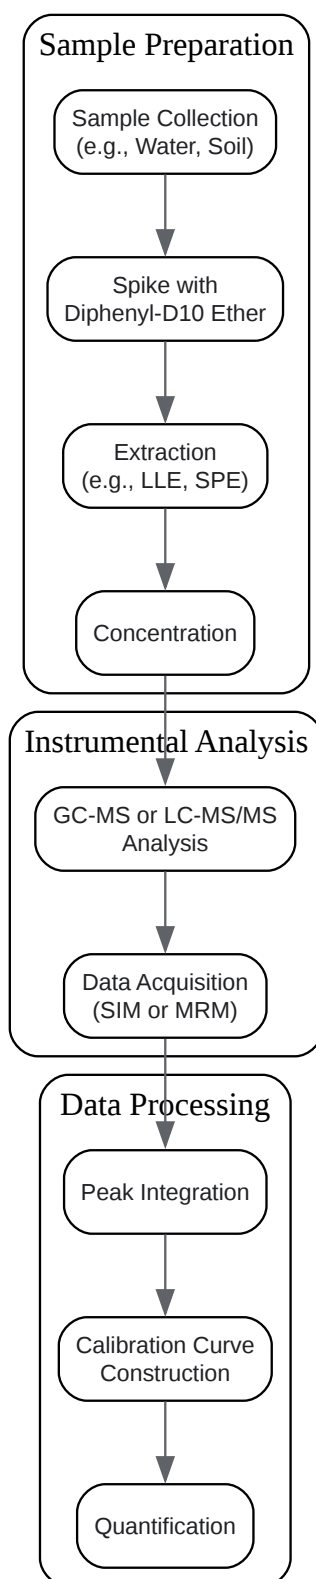 Sample Preparation
Sample Collection
(e.g., Water, Soil)
Spike with
Diphenyl-D10 Ether
Extraction
(e.g., LLE, SPE)
Concentration
Instrumental Analysis
GC-MS or LC-MS/MS
Analysis
Data Acquisition
(SIM or MRM)
Data Processing
Peak Integration
Calibration Curve
Construction
Quantification